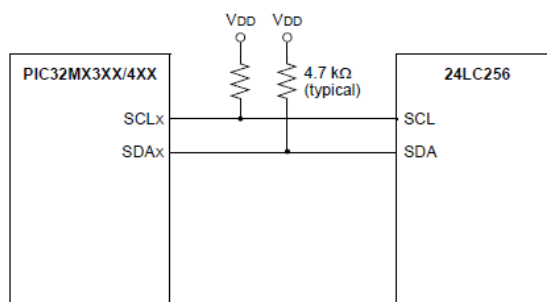 VDD VDD
PIC32MX3XX/4XX
4.7 kΩ
(typical)
24LC256
SCLx
SCL
SDAx
SDA